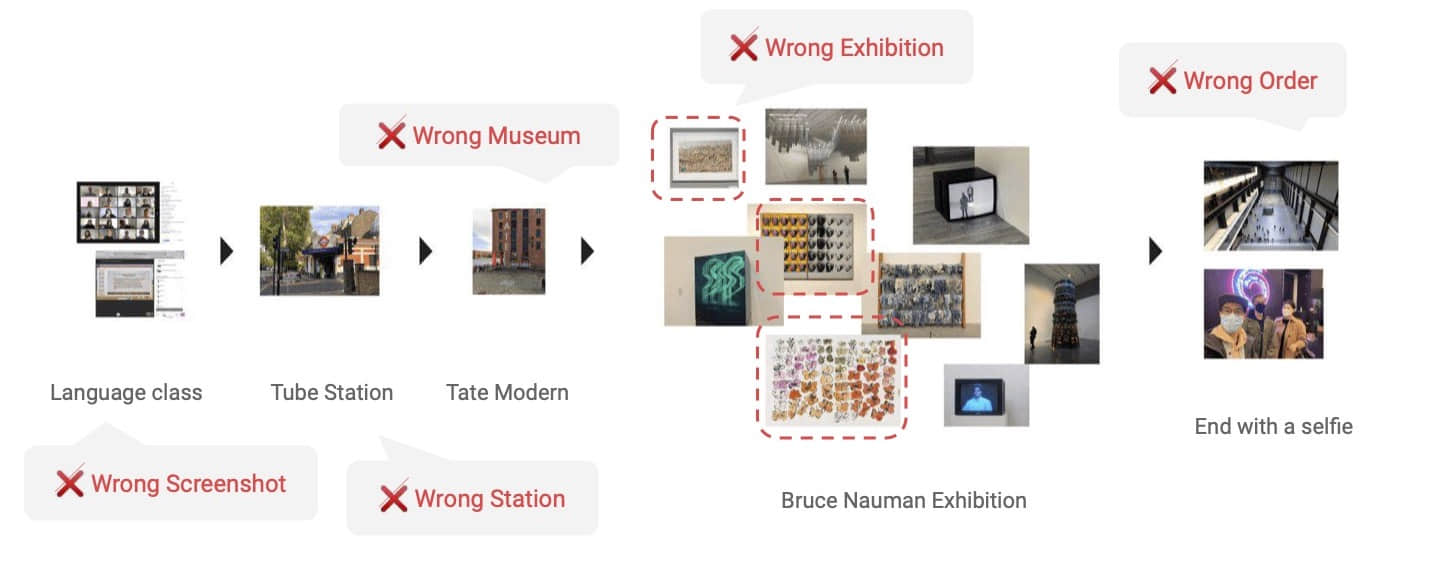 Wrong Exhibition
Wrong Order
Wrong Museum
Language class
Tube Station
Tate Modern
End with a selfie
Wrong Screenshot
Wrong Station
Bruce Nauman Exhibition